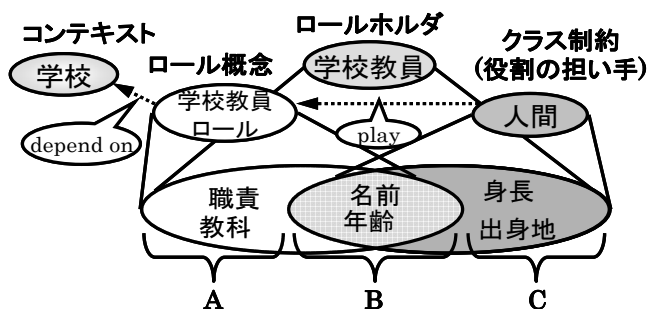 コンテキスト
ロールホルダ
クラス制約
(役割の担い手)
ロール概念
学校
学校教員
学校教員
ロール
人間
depend on
play
職責
教科
名前
年齢
身長
出身地
A
B
C